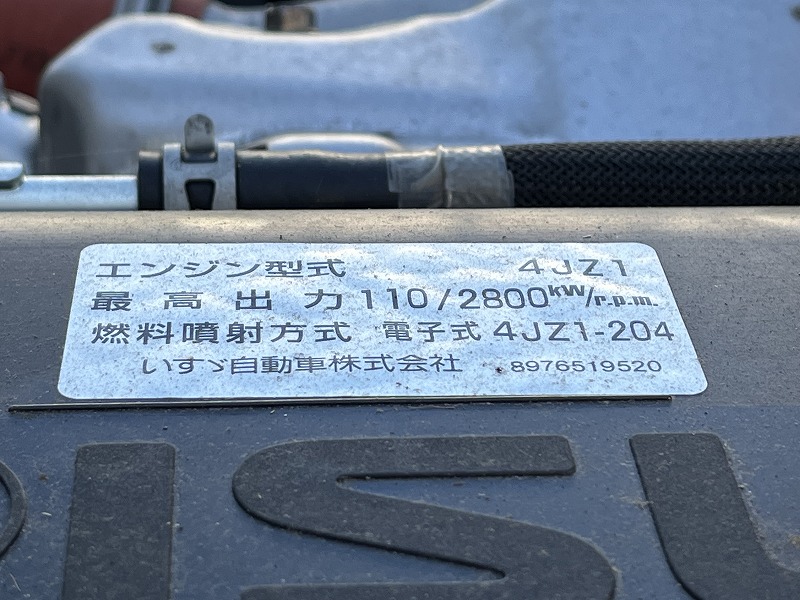 エンジン型式 4JZ1
最高出力 110/2800kW/r.p.m.
燃料噴射方式 電子式 4JZ1-204
いすゞ自動車株式会社 8976519520
ISU